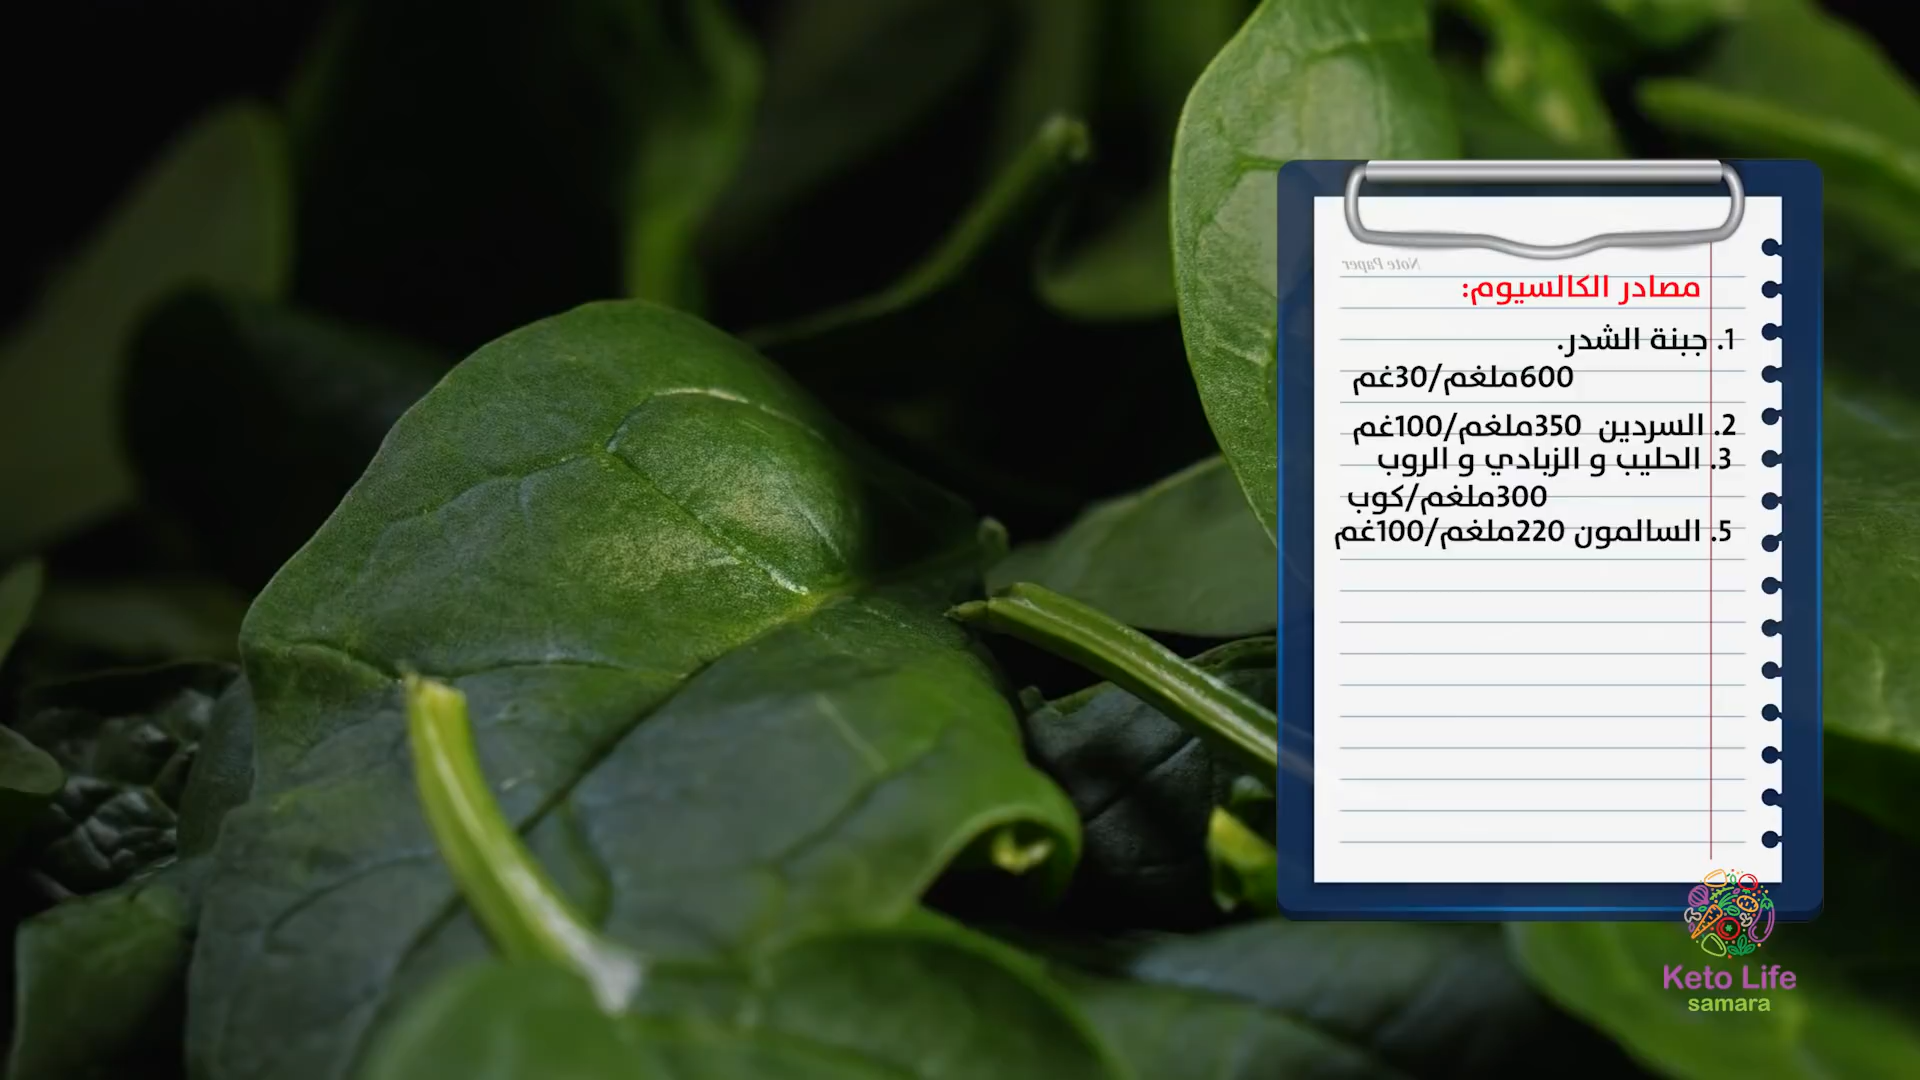 Note Paper
مصادر الكالسيوم:
1. جبنة الشدر.
600ملغم/30غم
2. السردين 350ملغم/100غم
3. الحليب و الزبادي و الروب
300ملغم/كوب
5. السالمون 220ملغم/100غم
Keto Life
samara